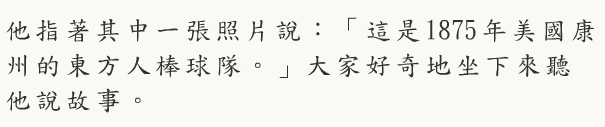 他指著其中一張照片說：「這是1875年美國康
州的東方人棒球隊。」大家好奇地坐下來聽
他說故事。